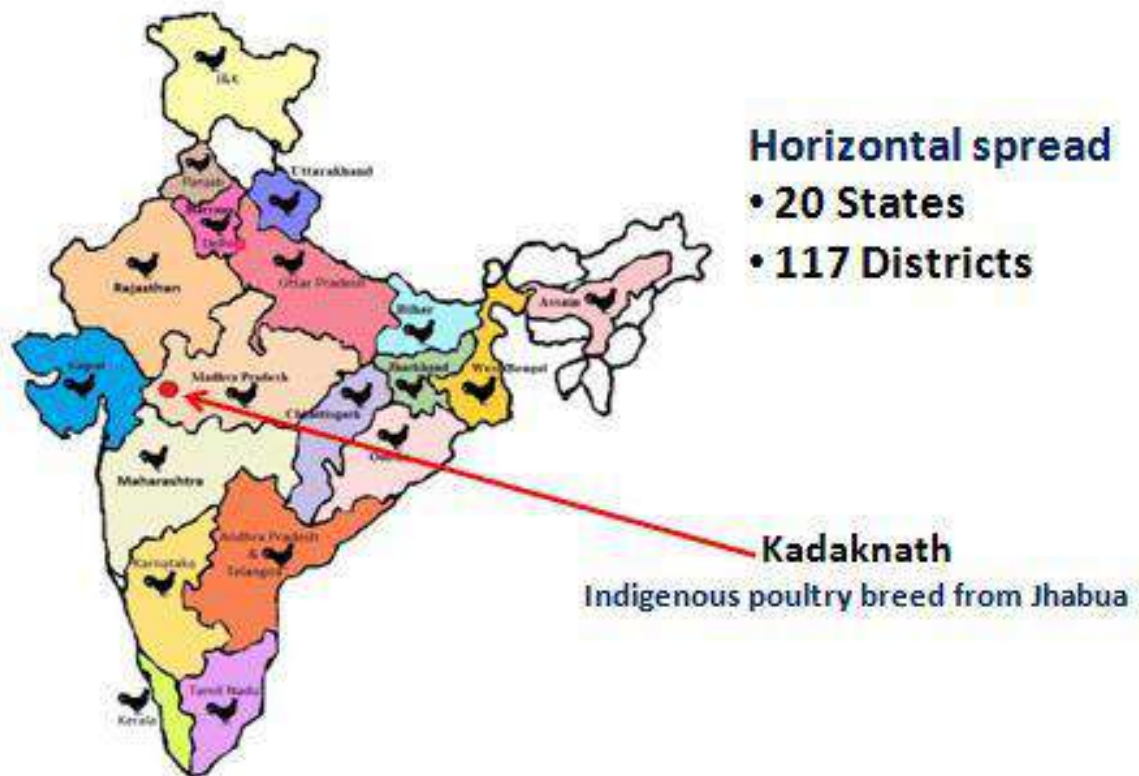 J&K
Punjab
Uttarakhand
Haryana
Delhi
Rajasthan
Uttar Pradesh
Bihar
Assam
Gujrat
Madhya Pradesh
Jharkhand
West Bengal
Chhattisgarh
Maharashtra
Andhra Pradesh
&
Telangana
Karnataka
Tamil Nadu
Kerala
Horizontal spread
• 20 States
• 117 Districts
Kadaknath
Indigenous poultry breed from Jhabua